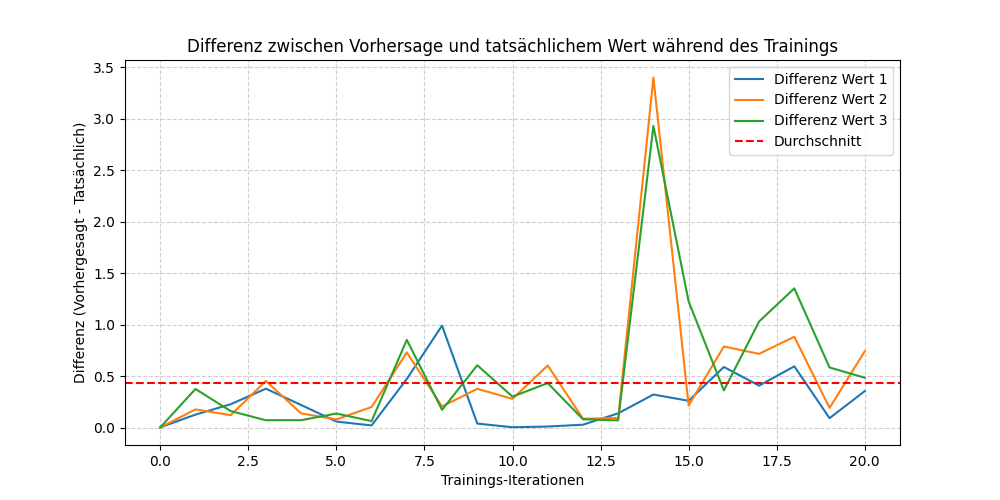 Differenz zwischen Vorhersage und tatsächlichem Wert während des Trainings
Differenz (Vorhergesagt - Tatsächlich)
3.5
3.0
2.5
2.0
1.5
1.0
0.5
0.0
Differenz Wert 1
Differenz Wert 2
Differenz Wert 3
Durchschnitt
0.0
2.5
5.0
7.5
10.0
12.5
15.0
17.5
20.0
Trainings-Iterationen